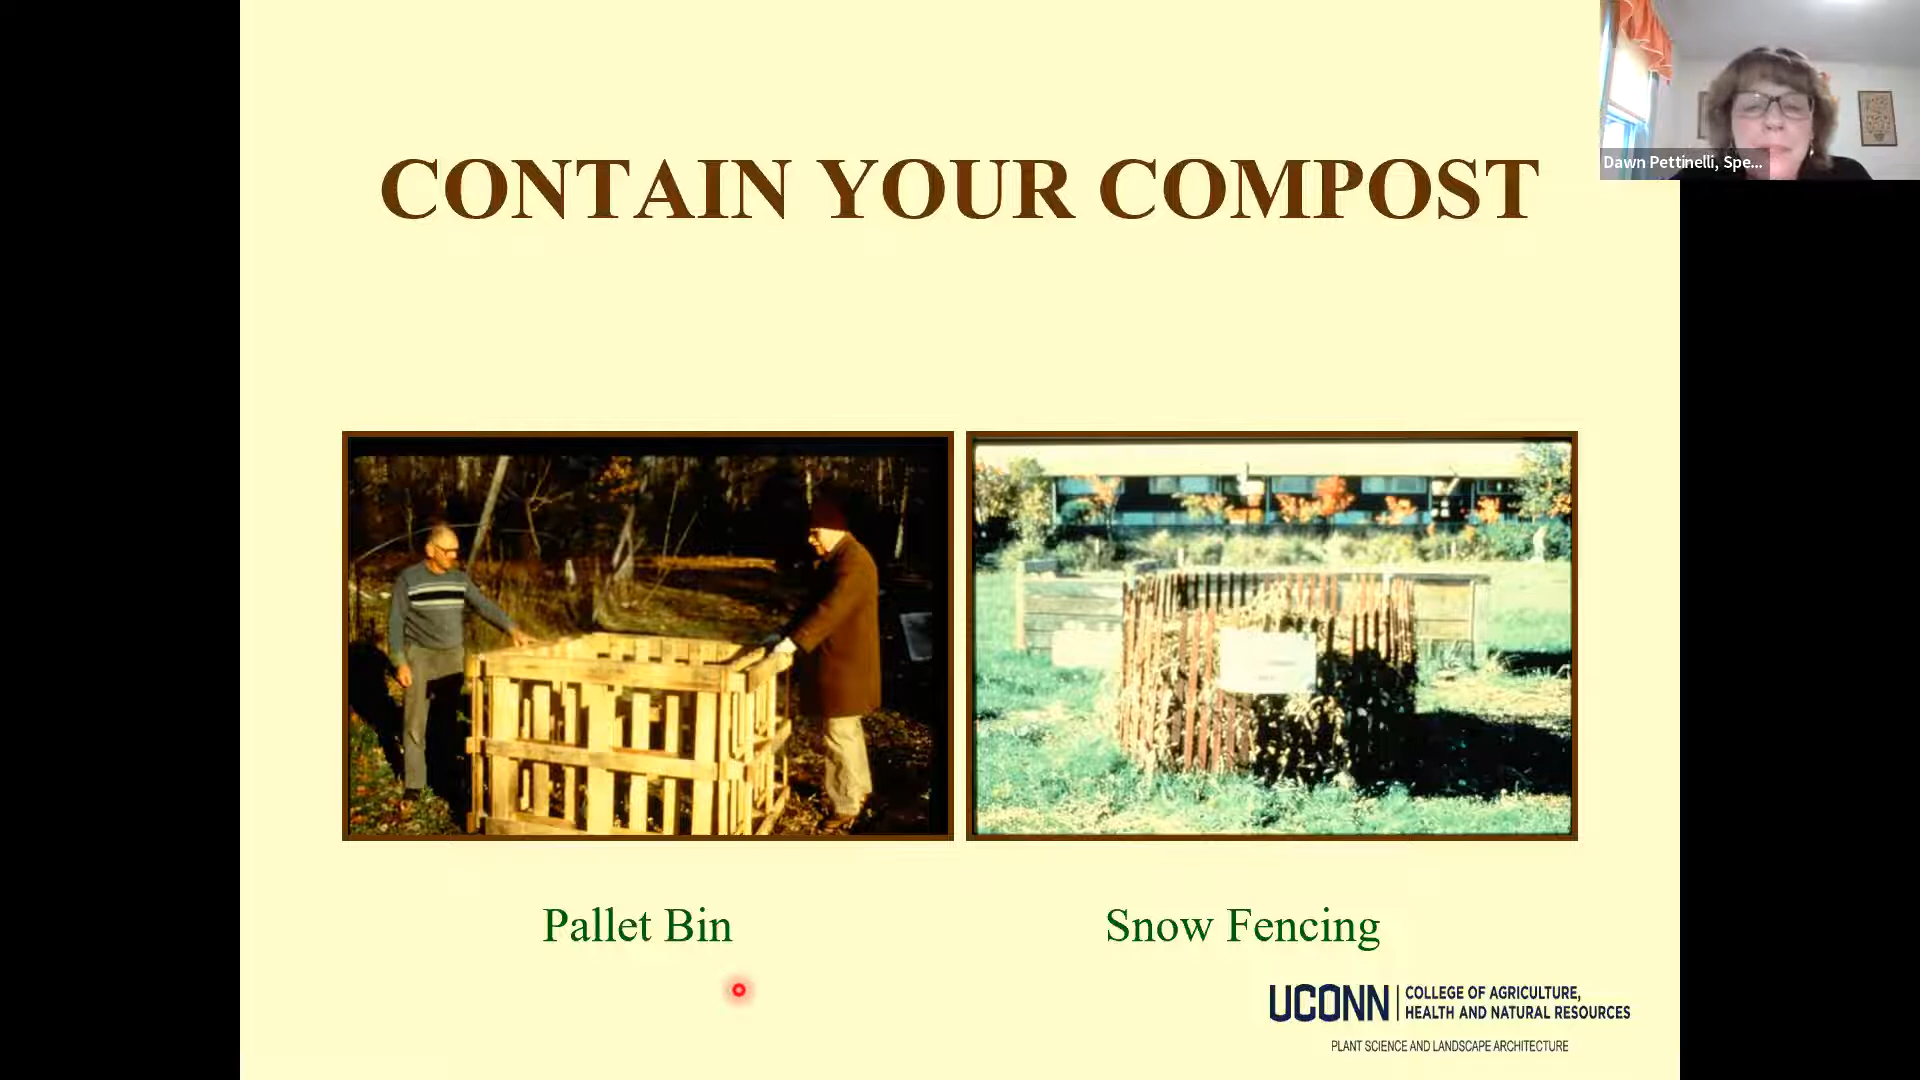 CONTAIN YOUR COMPOST
Dawn Pettinelli, Spe...
Pallet Bin
Snow Fencing
UCONN
COLLEGE OF AGRICULTURE,
HEALTH AND NATURAL RESOURCES
PLANT SCIENCE AND LANDSCAPE ARCHITECTURE